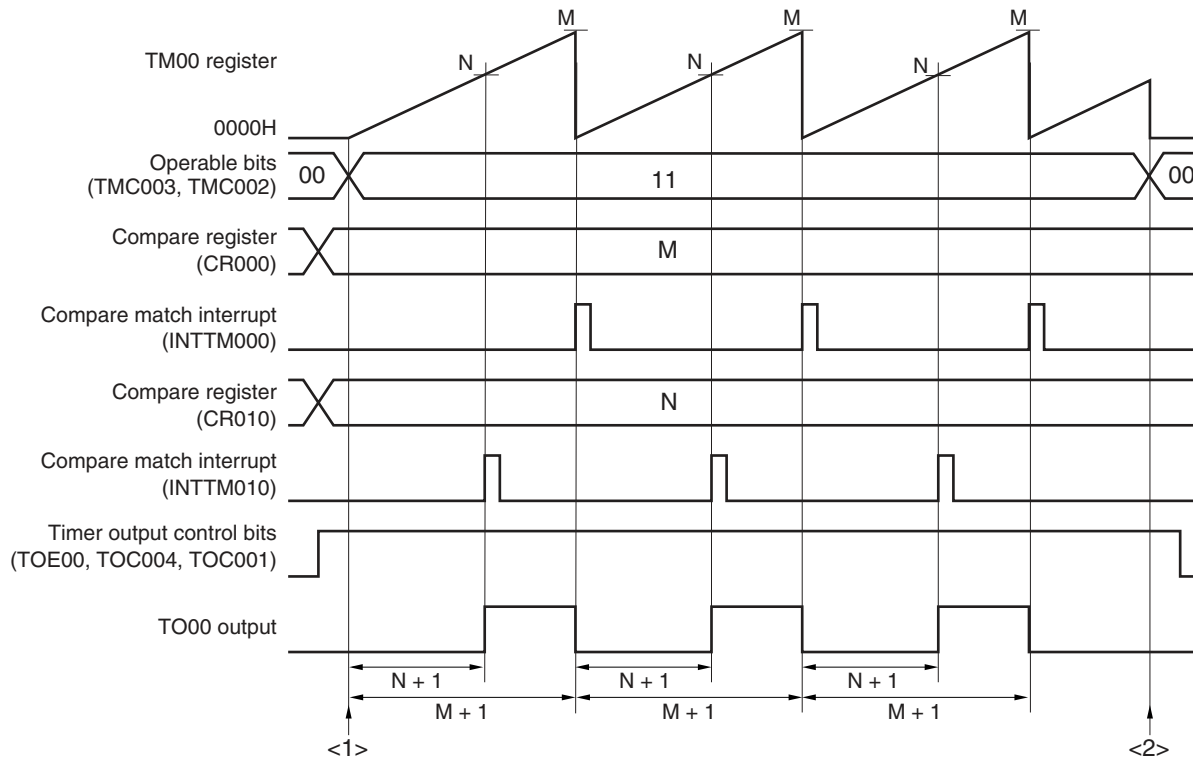 M M M
TM00 register
N N N
0000H
Operable bits
(TMC003, TMC002)
00 11 00
Compare register
(CR000)
M
Compare match interrupt
(INTTM000)
Compare register
(CR010)
N
Compare match interrupt
(INTTM010)
Timer output control bits
(TOE00, TOC004, TOC001)
TO00 output
N + 1 N + 1 N + 1
M + 1 M + 1 M + 1
<1> <2>